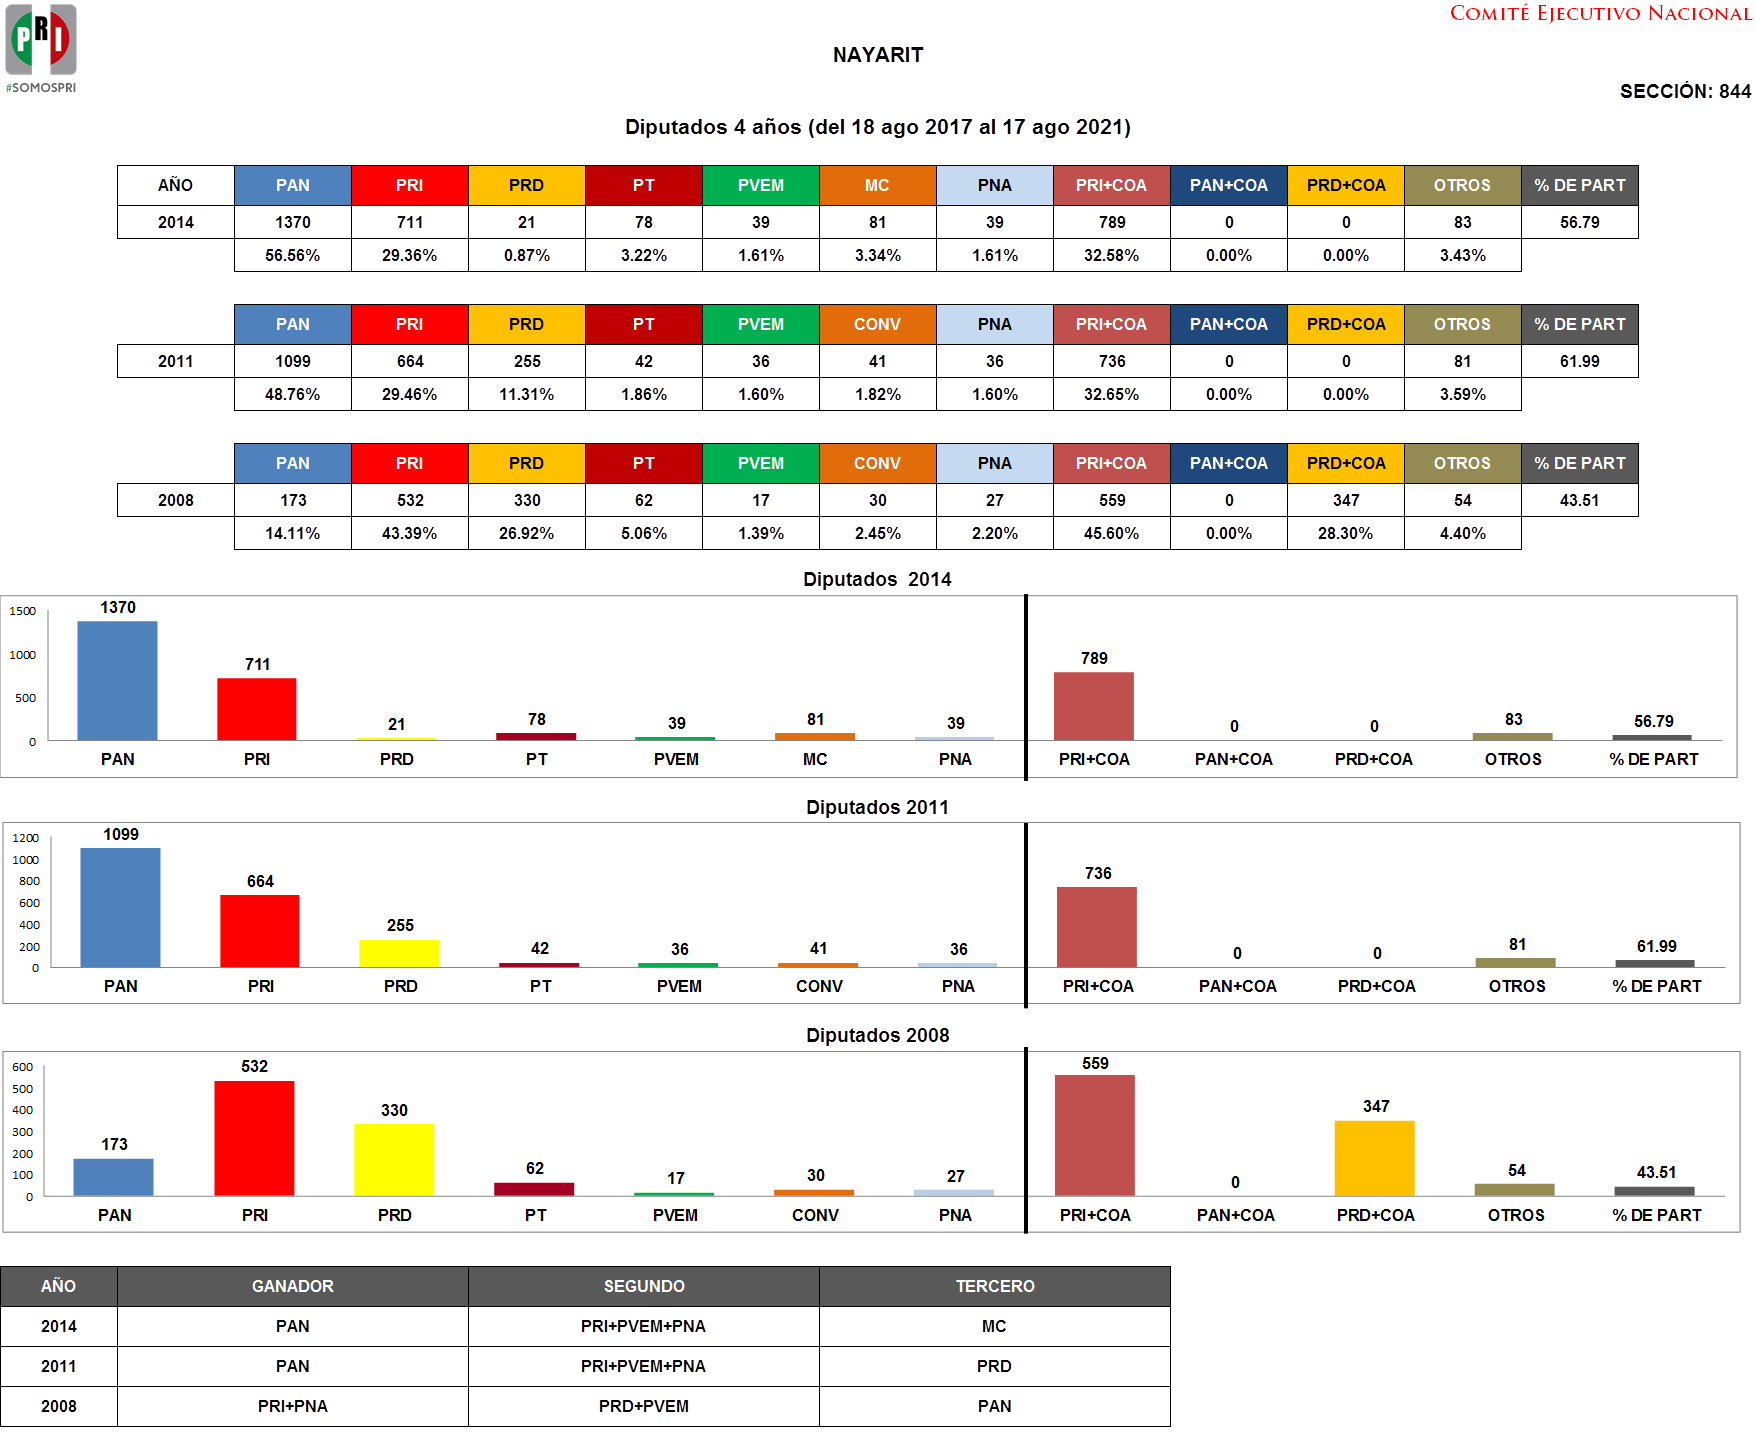 PRI
#SOMOSPRI
COMITÉ EJECUTIVO NACIONAL
NAYARIT
SECCIÓN: 844
Diputados 4 años (del 18 ago 2017 al 17 ago 2021)
AÑO PAN PRI PRD PT PVEM MC PNA PRI+COA PAN+COA PRD+COA OTROS % DE PART
2014 1370 711 21 78 39 81 39 789 0 0 83 56.79
56.56% 29.36% 0.87% 3.22% 1.61% 3.34% 1.61% 32.58% 0.00% 0.00% 3.43%
PAN PRI PRD PT PVEM CONV PNA PRI+COA PAN+COA PRD+COA OTROS % DE PART
2011 1099 664 255 42 36 41 36 736 0 0 81 61.99
48.76% 29.46% 11.31% 1.86% 1.60% 1.82% 1.60% 32.65% 0.00% 0.00% 3.59%
PAN PRI PRD PT PVEM CONV PNA PRI+COA PAN+COA PRD+COA OTROS % DE PART
2008 173 532 330 62 17 30 27 559 0 347 54 43.51
14.11% 43.39% 26.92% 5.06% 1.39% 2.45% 2.20% 45.60% 0.00% 28.30% 4.40%
Diputados 2014
1500
1000
500
0
1370 711 21 78 39 81 39 789 0 0 83 56.79
PAN PRI PRD PT PVEM MC PNA PRI+COA PAN+COA PRD+COA OTROS % DE PART
Diputados 2011
1200
1000
800
600
400
200
0
1099 664 255 42 36 41 36 736 0 0 81 61.99
PAN PRI PRD PT PVEM CONV PNA PRI+COA PAN+COA PRD+COA OTROS % DE PART
Diputados 2008
600
500
400
300
200
100
0
173 532 330 62 17 30 27 559 0 347 54 43.51
PAN PRI PRD PT PVEM CONV PNA PRI+COA PAN+COA PRD+COA OTROS % DE PART
AÑO GANADOR SEGUNDO TERCERO
2014 PAN PRI+PVEM+PNA MC
2011 PAN PRI+PVEM+PNA PRD
2008 PRI+PNA PRD+PVEM PAN